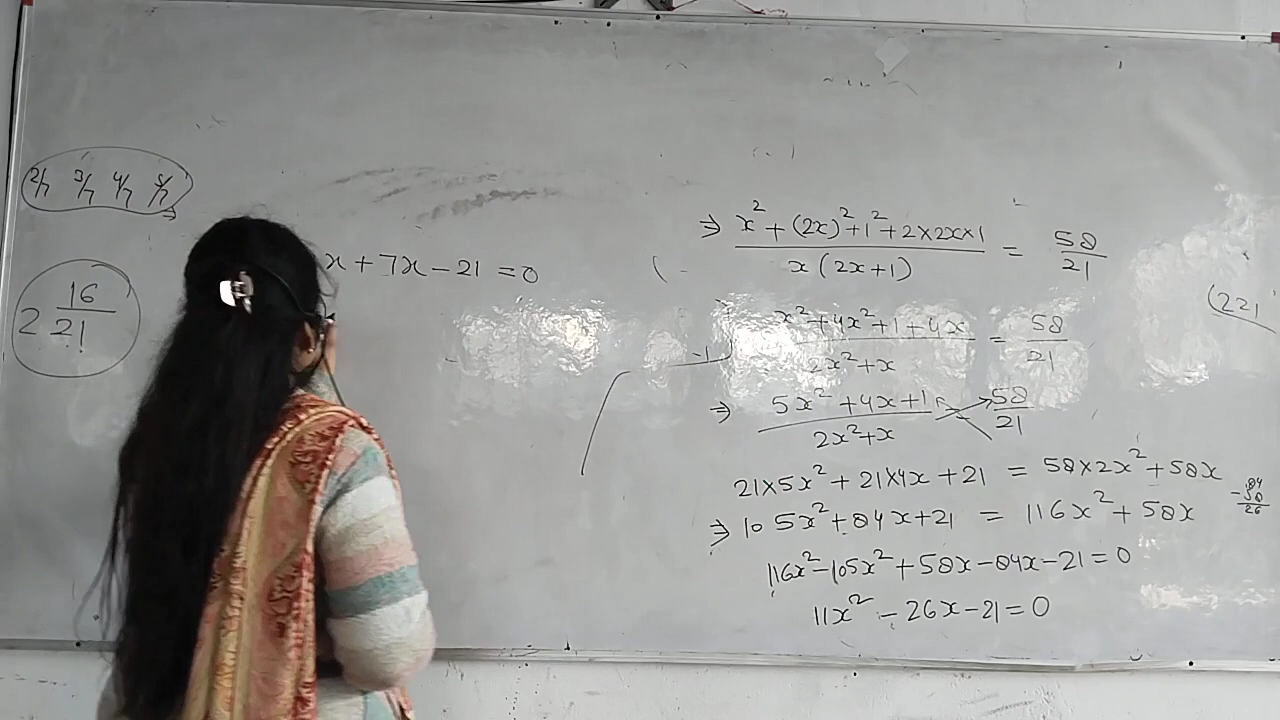 2/7 3/7 4/7 5/7
2 16/21
x + 7x - 21 = 0
⇒ x² + (2x)² + 1² + 2×2x×1 / x(2x+1) = 58/21
x² + 4x² + 1 + 4x / 2x² + x = 58/21
⇒ 5x² + 4x + 1 / 2x² + x = 58/21
21×5x² + 21×4x + 21 = 58×2x² + 58x
⇒ 105x² + 84x + 21 = 116x² + 58x
116x² - 105x² + 58x - 84x - 21 = 0
11x² - 26x - 21 = 0
(221
84
-58
26